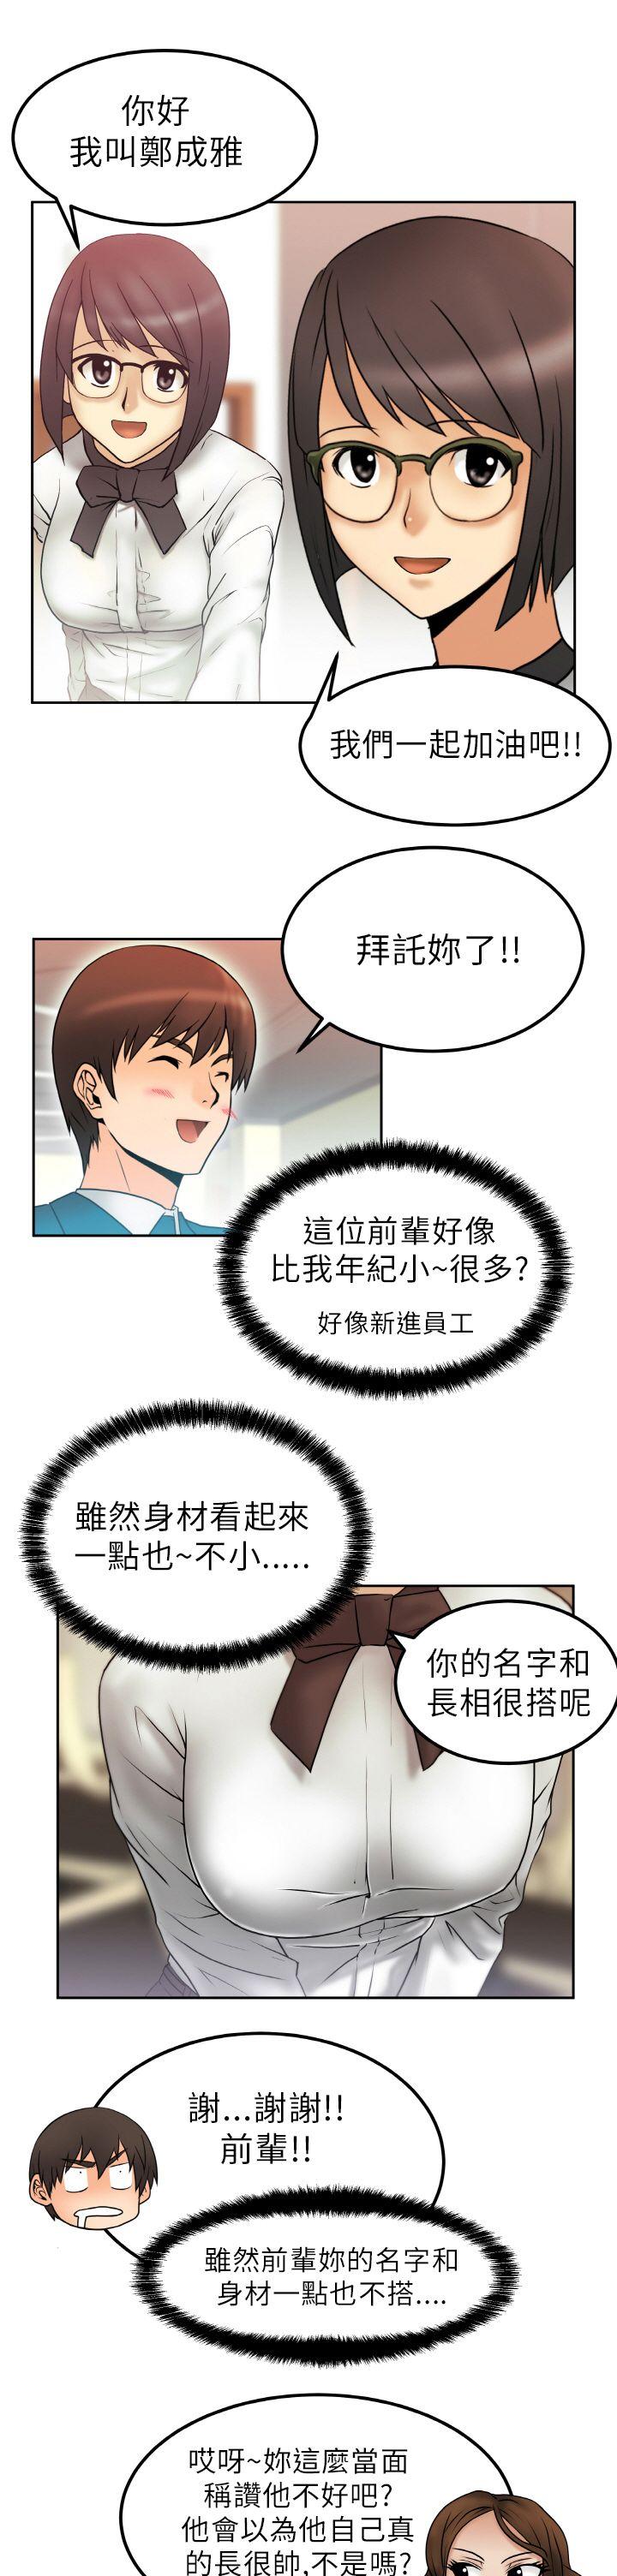 你好
我叫鄭成雅
我們一起加油吧!!
拜託妳了!!
這位前輩好像
比我年紀小~很多?
好像新進員工
雖然身材看起來
一點也~不小.....
你的名字和
長相很搭呢
謝...謝謝!!
前輩!!
雖然前輩妳的名字和
身材一點也不搭....
哎呀~妳這麼當面
稱讚他不好吧?
他會以為他自己真
的長很帥,不是嗎?